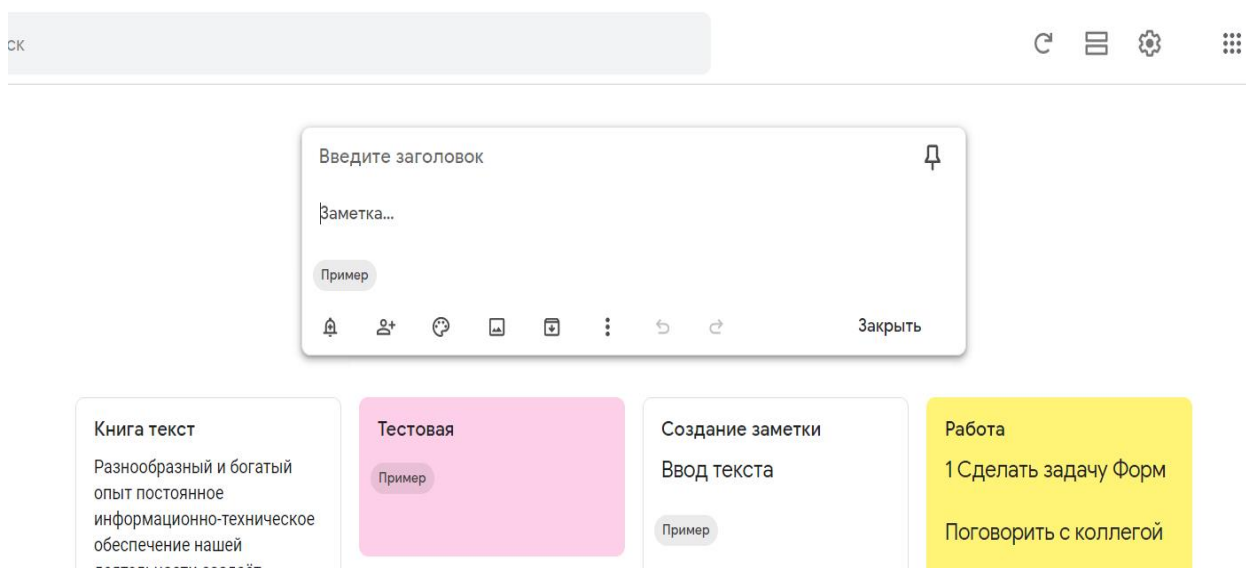 ск
Введите заголовок
Заметка...
Пример
Закрыть
Книга текст
Разнообразный и богатый
опыт постоянное
информационно-техническое
обеспечение нашей
Тестовая
Пример
Создание заметки
Ввод текста
Пример
Работа
1 Сделать задачу Форм
Поговорить с коллегой